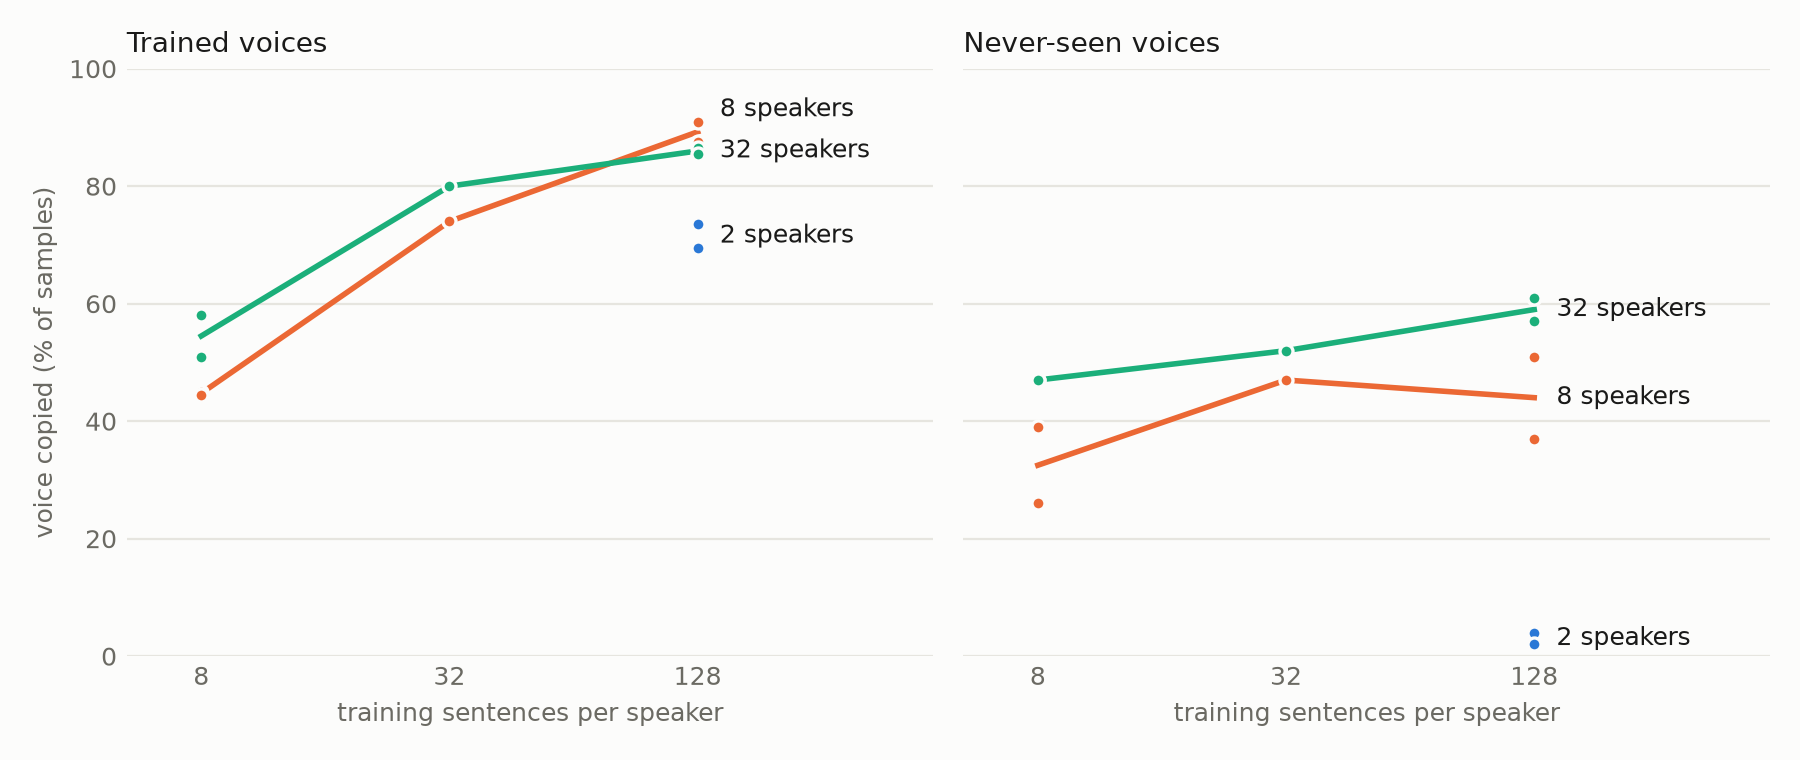 Trained voices
100
80
60
40
20
0
voice copied (% of samples)
8 speakers
32 speakers
2 speakers
8
32
128
training sentences per speaker
Never-seen voices
32 speakers
8 speakers
2 speakers
8
32
128
training sentences per speaker